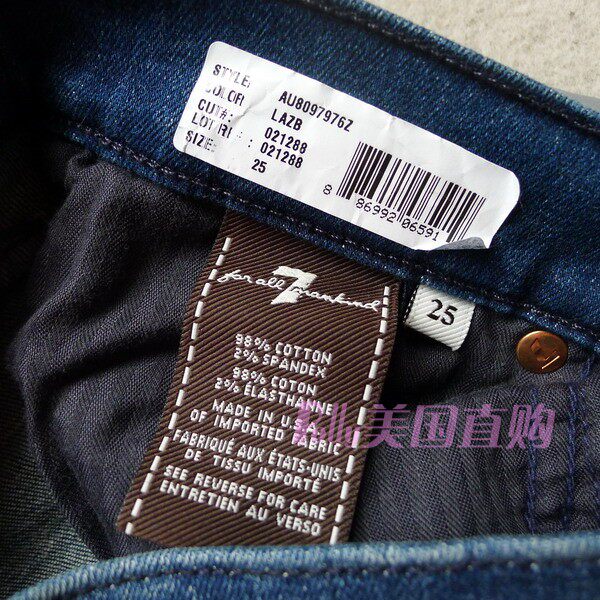 STYLE: AU8097976Z
COLOR: LAZB
CUT#: 021288
LOT : 021288
SIZE: 25
8 86992 06591
7
for all mankind
25
98% COTTON
2% SPANDEX
98% COTON
2% ÉLASTHANNE
MADE IN U.S.
OF IMPORTED FABRIC
FABRIQUÉ AUX ÉTATS-UNIS
DE TISSU IMPORTÉ
SEE REVERSE FOR CARE
ENTRETIEN AU VERSO
美国直购